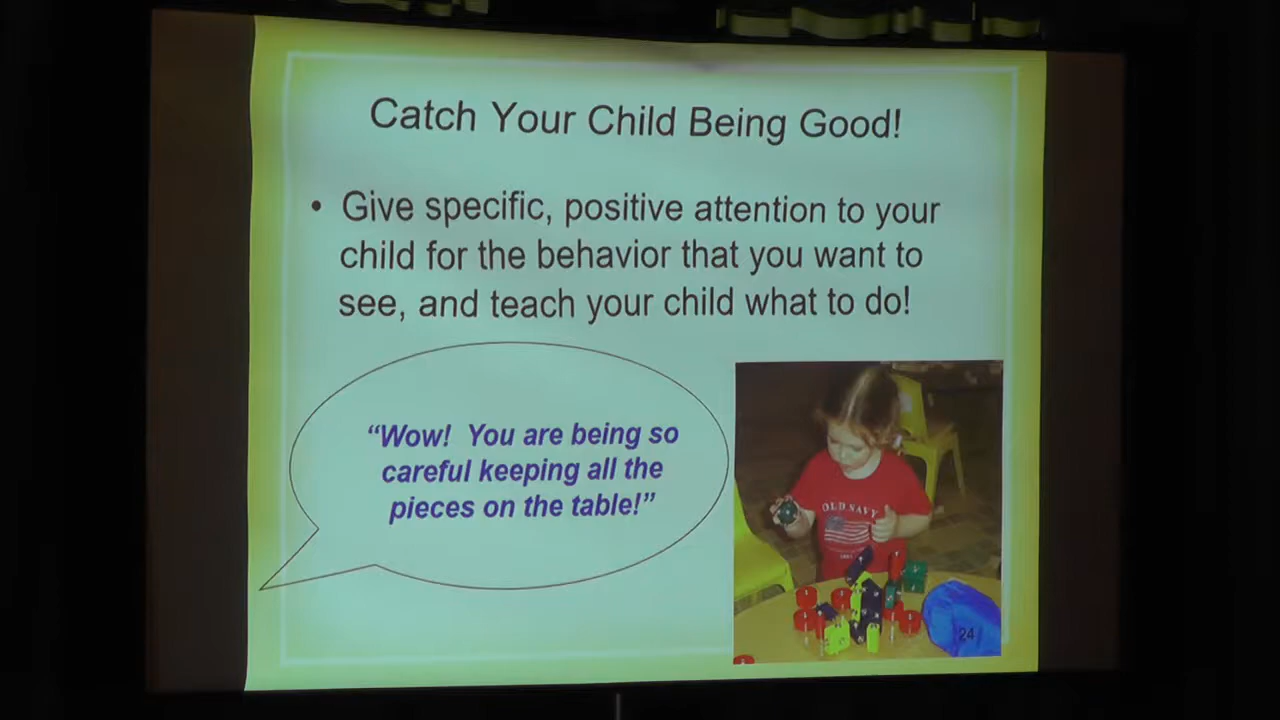 Catch Your Child Being Good!
• Give specific, positive attention to your
child for the behavior that you want to
see, and teach your child what to do!
“Wow!  You are being so
careful keeping all the
pieces on the table!”
OLD NAVY
24